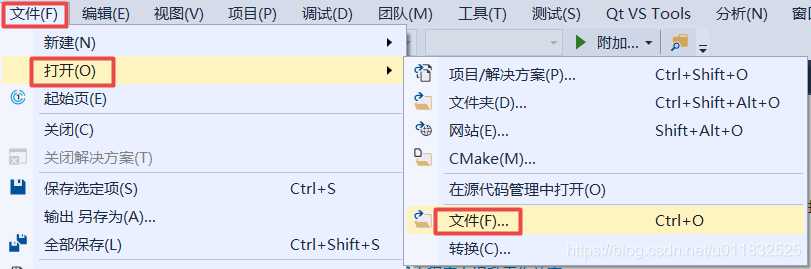 文件(F) 编辑(E) 视图(V) 项目(P) 调试(D) 团队(M) 工具(T) 测试(S) Qt VS Tools 分析(N)
附加...
新建(N)
打开(O)
起始页(E)
关闭(C)
关闭解决方案(T)
保存选定项(S) Ctrl+S
输出 另存为(A)...
全部保存(L) Ctrl+Shift+S
项目/解决方案(P)... Ctrl+Shift+O
文件夹(D)... Ctrl+Shift+Alt+O
网站(E)... Shift+Alt+O
CMake(M)...
在源代码管理中打开(O)
文件(F)... Ctrl+O
转换(C)...
https://blog.csdn.net/u011832525